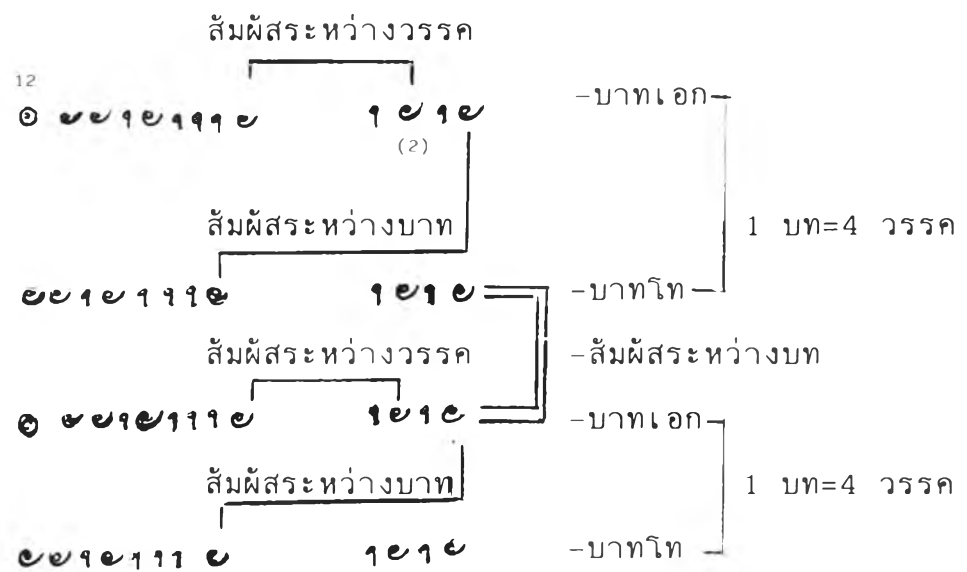 สัมผัสระหว่างวรรค
12
๏ ั ั ุ ั ุ ุ ุ ั ุ ั ุ ั -บาทเอก
(2)
สัมผัสระหว่างบาท 1 บท=4 วรรค
ั ั ุ ั ุ ุ ุ ั ุ ั ุ ั -บาทโท
สัมผัสระหว่างวรรค -สัมผัสระหว่างบท
๏ ั ั ุ ั ุ ุ ุ ั ุ ั ุ ั -บาทเอก
สัมผัสระหว่างบาท 1 บท=4 วรรค
ั ั ุ ั ุ ุ ุ ั ุ ั ุ ั -บาทโท